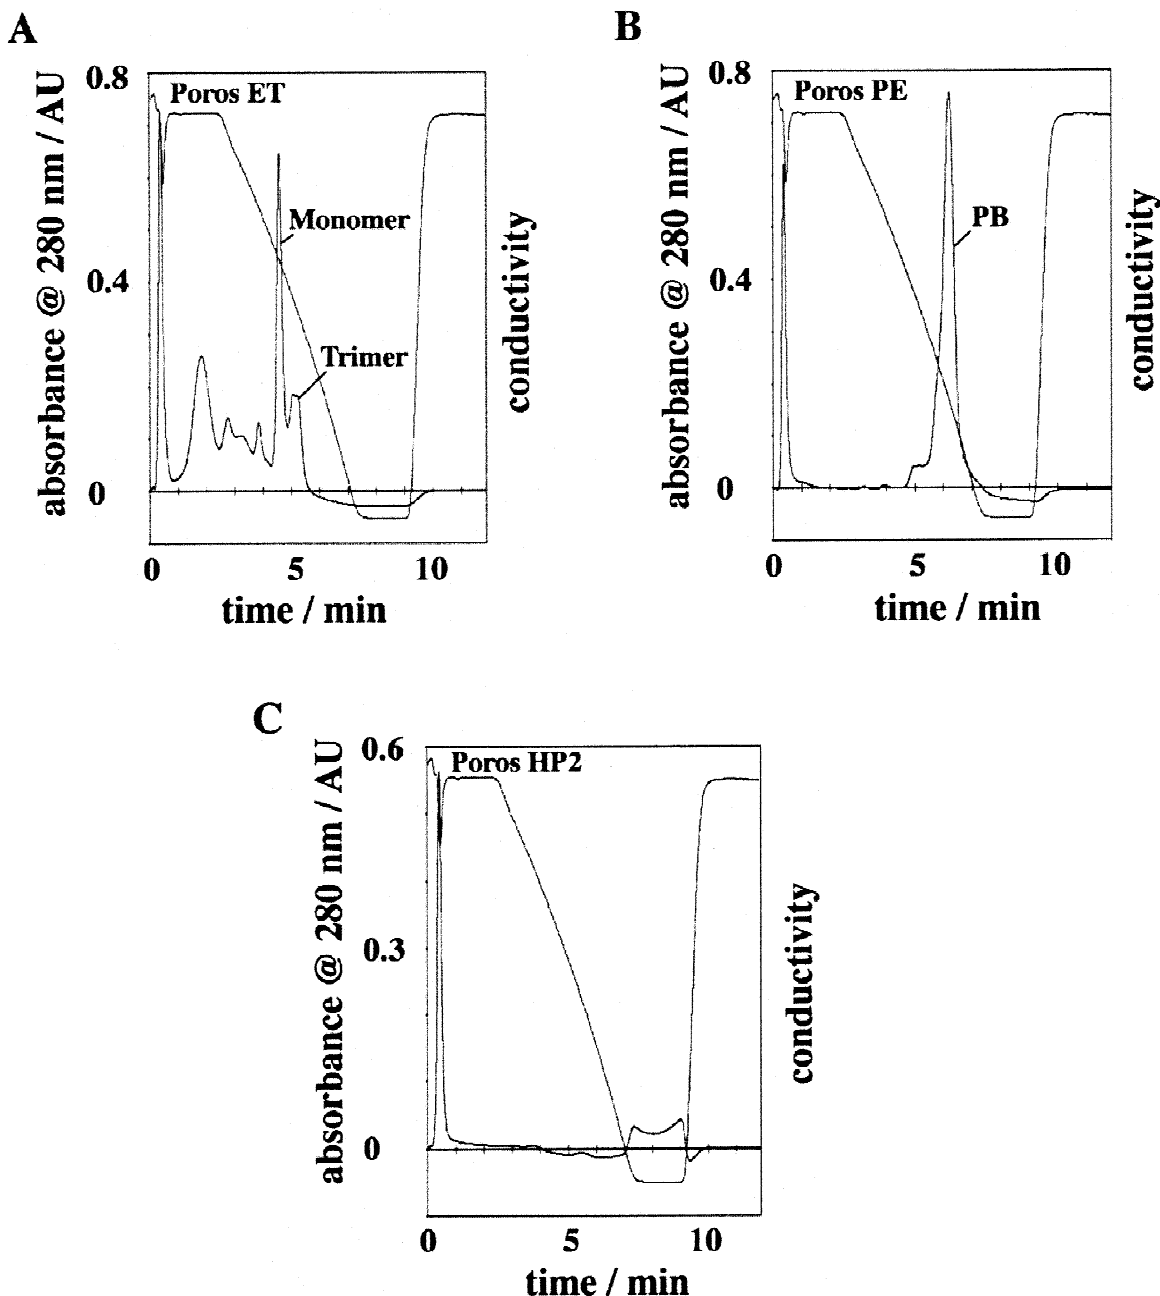 A
absorbance @ 280 nm / AU
0.8
0.4
0
Poros ET
Monomer
Trimer
conductivity
0 5 10
time / min
B
absorbance @ 280 nm / AU
0.8
0.4
0
Poros PE
PB
conductivity
0 5 10
time / min
C
absorbance @ 280 nm / AU
0.6
0.3
0
Poros HP2
conductivity
0 5 10
time / min